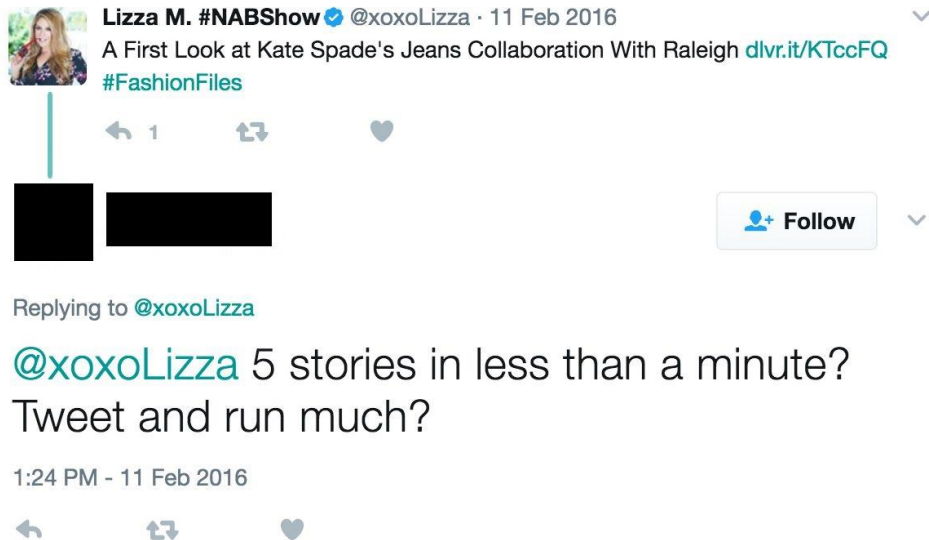 Lizza M. #NABShow @xoxoLizza · 11 Feb 2016
A First Look at Kate Spade's Jeans Collaboration With Raleigh dlvr.it/KTccFQ
#FashionFiles
1
Follow
Replying to @xoxoLizza
@xoxoLizza 5 stories in less than a minute?
Tweet and run much?
1:24 PM - 11 Feb 2016